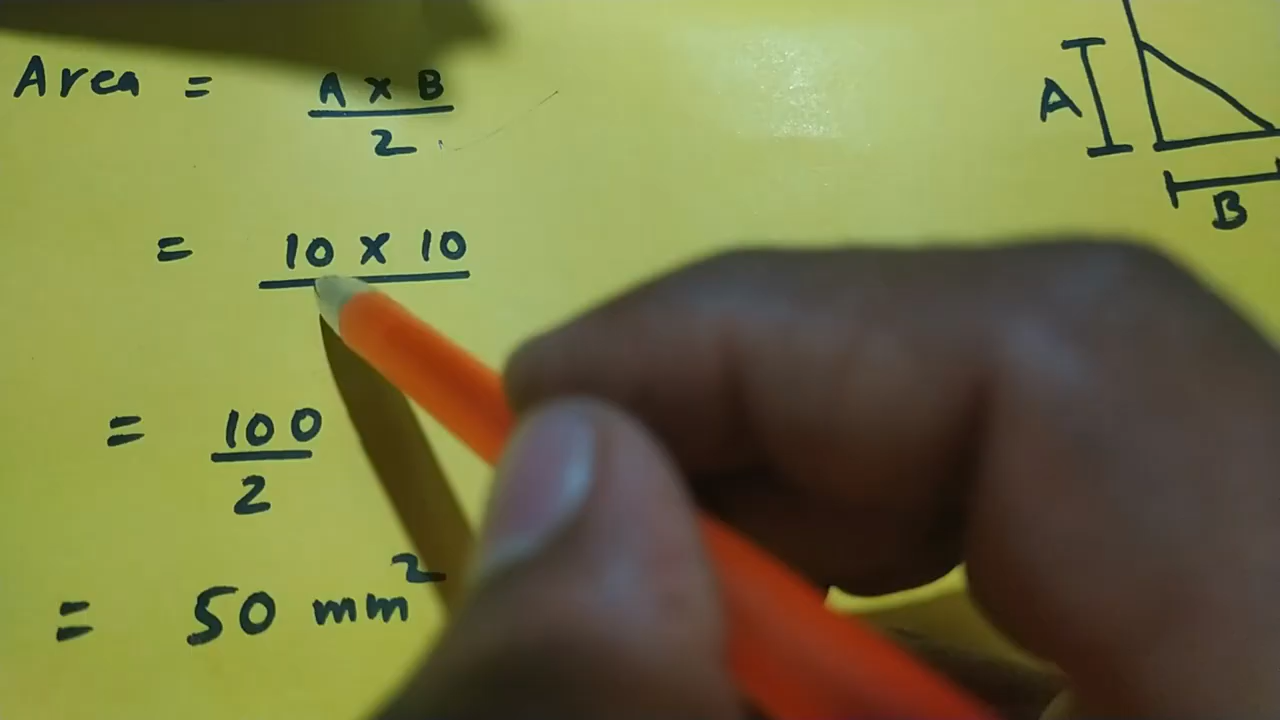 Area = A x B
2
= 10 x 10
= 100
2
= 50 mm²
A
B